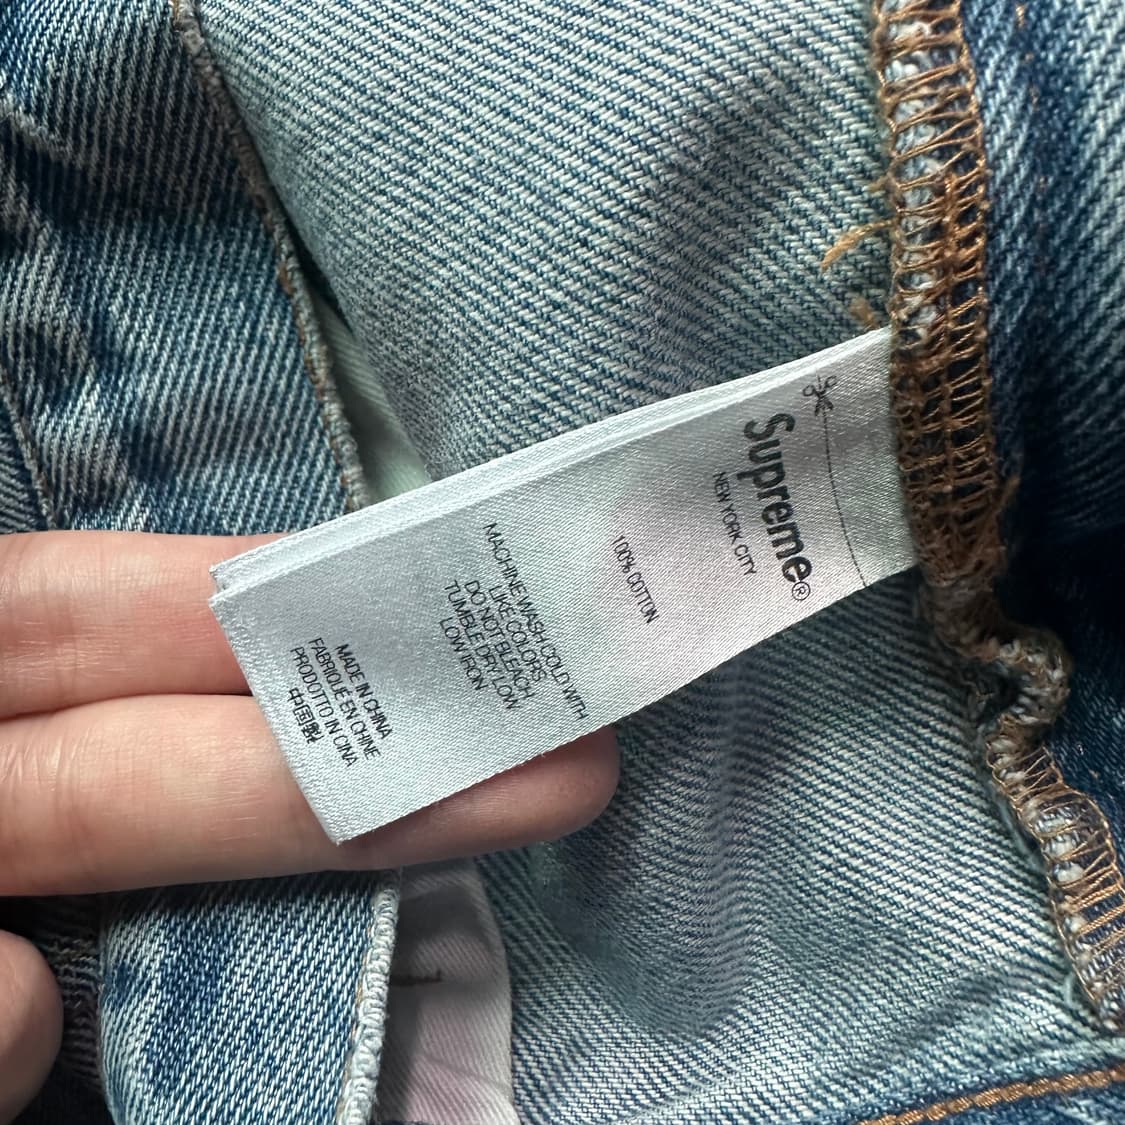 Supreme®
NEW YORK CITY
100% COTTON
MACHINE WASH COLD WITH
LIKE COLORS
DO NOT BLEACH
TUMBLE DRY LOW
LOW IRON
MADE IN CHINA
FABRIQUÉ EN CHINE
PRODOTTO IN CINA
中国製